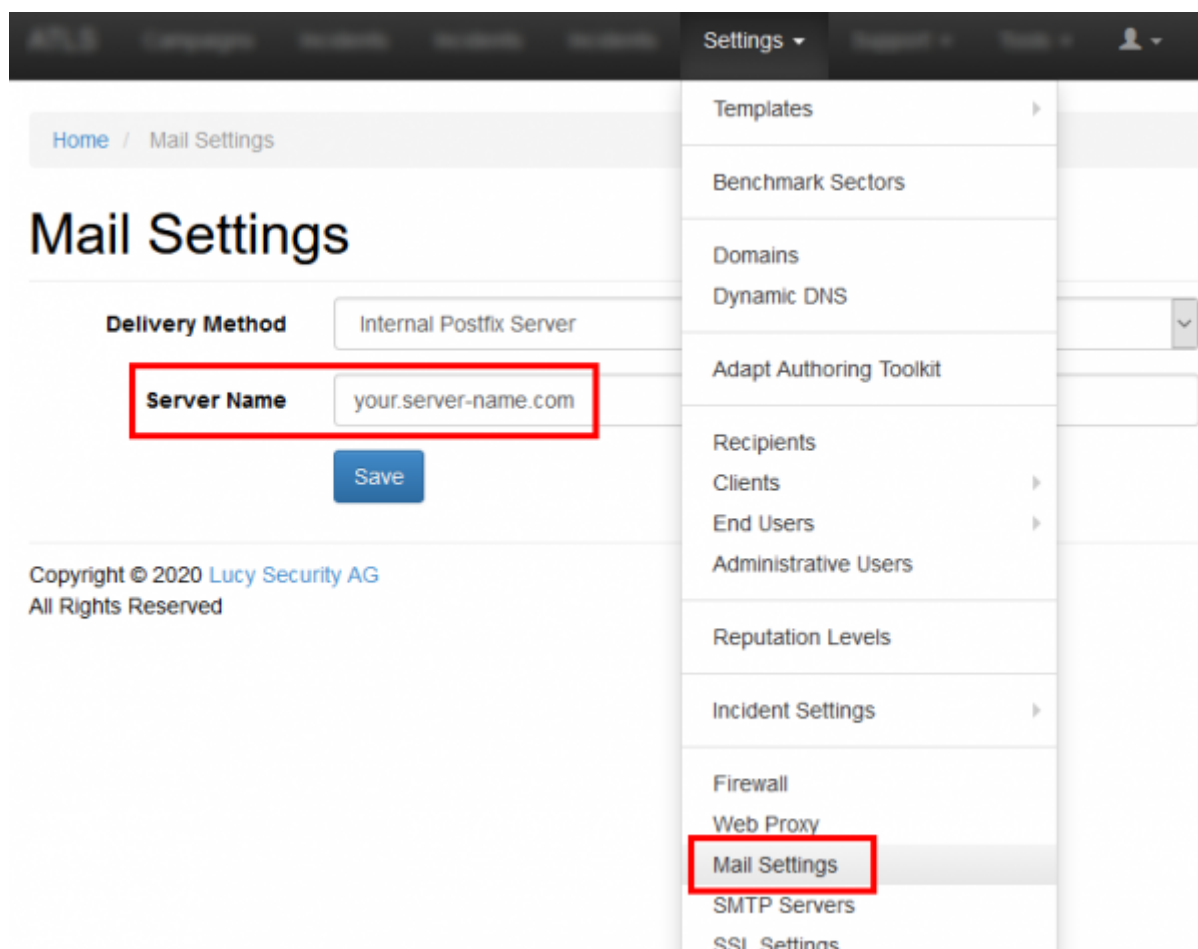 Settings
Home / Mail Settings
Mail Settings
Delivery Method
Internal Postfix Server
Server Name
your.server-name.com
Save
Copyright © 2020 Lucy Security AG
All Rights Reserved
Templates
Benchmark Sectors
Domains
Dynamic DNS
Adapt Authoring Toolkit
Recipients
Clients
End Users
Administrative Users
Reputation Levels
Incident Settings
Firewall
Web Proxy
Mail Settings
SMTP Servers
SSL Settings